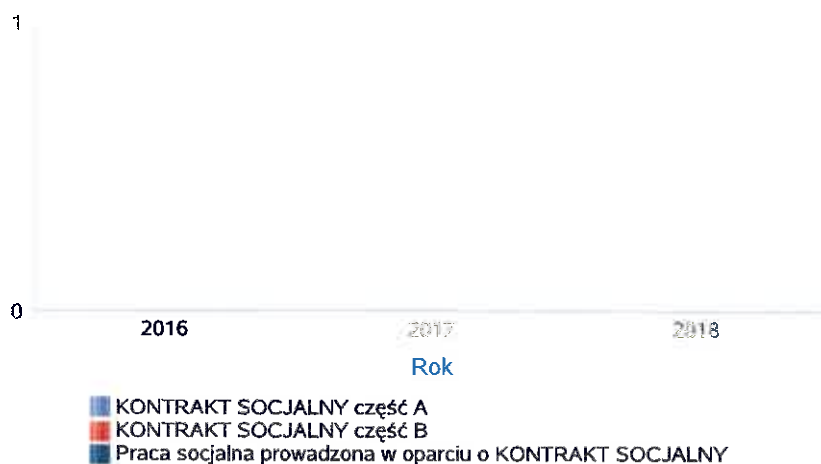 1
0
2016 2017 2018
Rok
KONTRAKT SOCJALNY część A
KONTRAKT SOCJALNY część B
Praca socjalna prowadzona w oparciu o KONTRAKT SOCJALNY